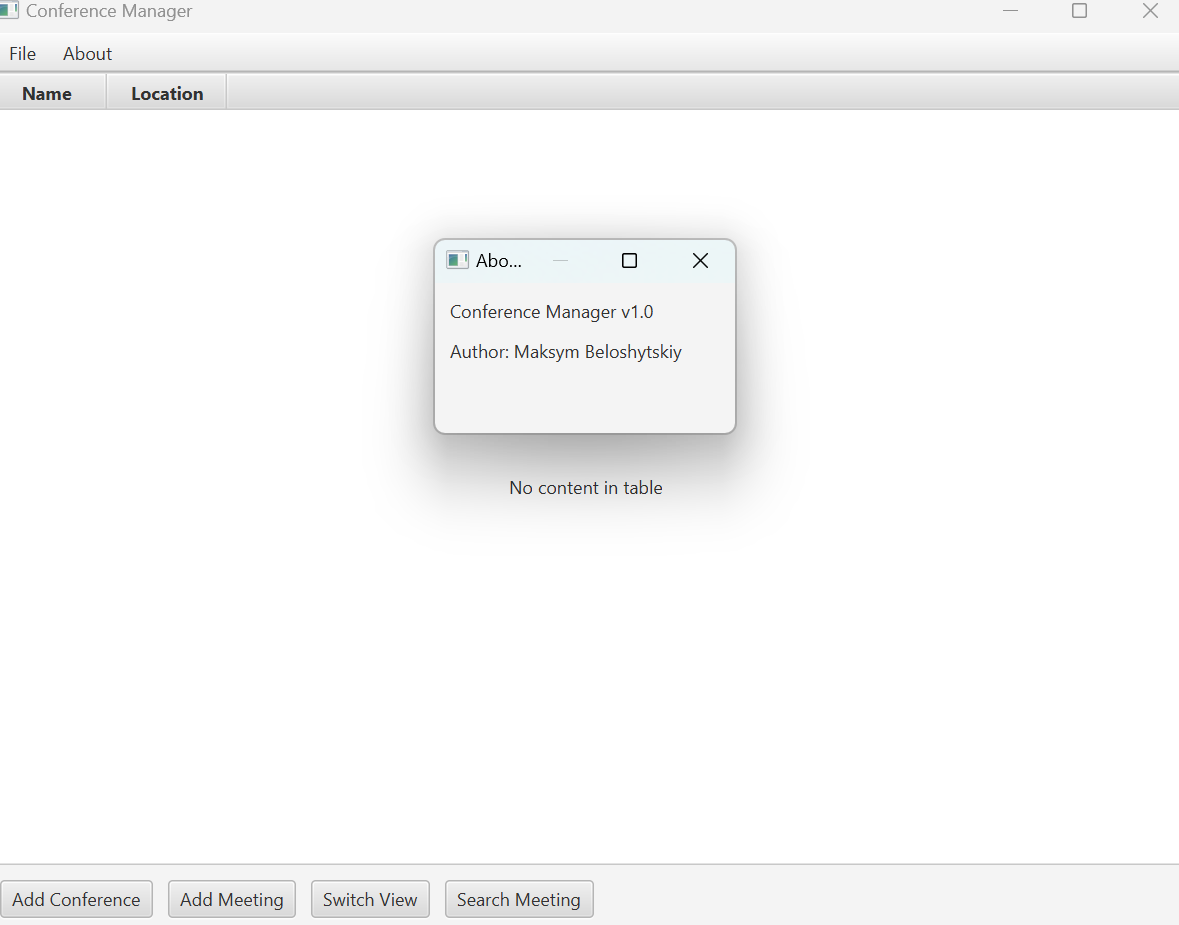 Conference Manager
File About
Name Location
Abo...
Conference Manager v1.0
Author: Maksym Beloshytskiy
No content in table
Add Conference Add Meeting Switch View Search Meeting